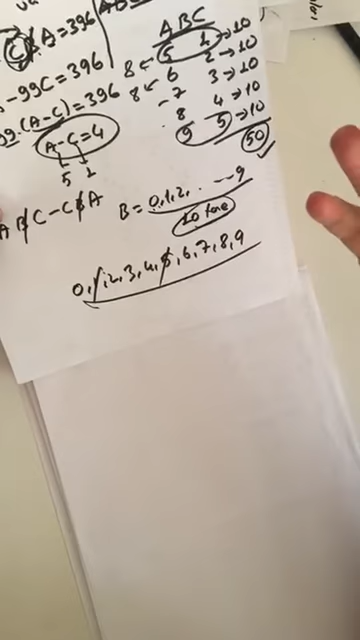 A=396
-99C=396
99.(A-C)=396
A-C=4
5 1
ABC-CBA
ABC
8 ← 5 1 → 10
8 ← 6 2 → 10
7 3 → 10
8 4 → 10
9 5 → 10
50
B=0,1,2, ... 9
10 tane
0,1,2,3,4,5,6,7,8,9